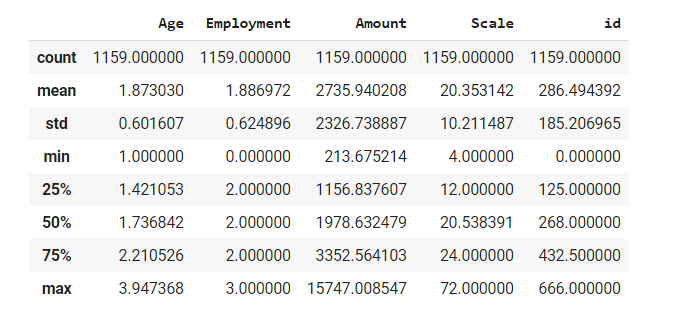 Age Employment Amount Scale id
count 1159.000000 1159.000000 1159.000000 1159.000000 1159.000000
mean 1.873030 1.886972 2735.940208 20.353142 286.494392
std 0.601607 0.624896 2326.738887 10.211487 185.206965
min 1.000000 0.000000 213.675214 4.000000 0.000000
25% 1.421053 2.000000 1156.837607 12.000000 125.000000
50% 1.736842 2.000000 1978.632479 20.538391 268.000000
75% 2.210526 2.000000 3352.564103 24.000000 432.500000
max 3.947368 3.000000 15747.008547 72.000000 666.000000